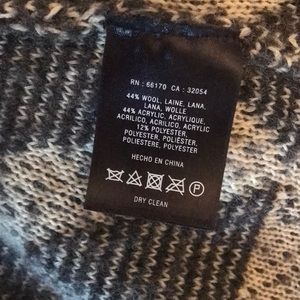 RN : 66170 CA : 32054
44% WOOL, LAINE, LANA,
LANA, WOLLE
44% ACRYLIC, ACRYLIQUE,
ACRILICO, ACRILICO, ACRYLIC
12% POLYESTER,
POLYESTER, POLIÉSTER,
POLIESTERE, POLYESTER
HECHO EN CHINA
P
DRY CLEAN